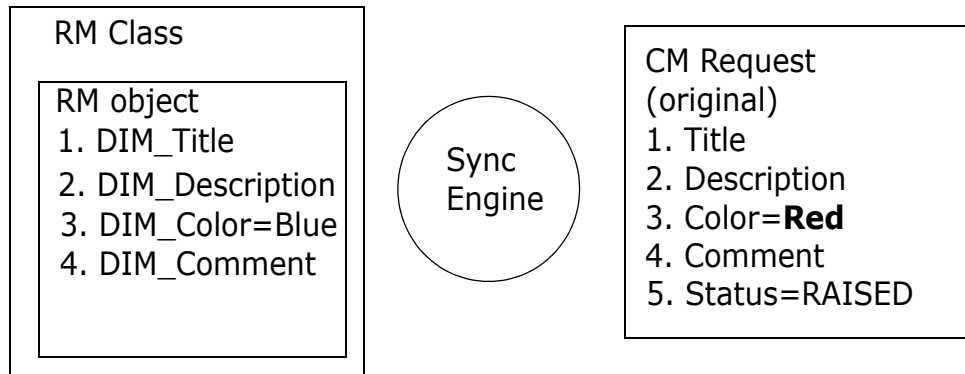 RM Class
RM object
1. DIM_Title
2. DIM_Description
3. DIM_Color=Blue
4. DIM_Comment
Sync
Engine
CM Request
(original)
1. Title
2. Description
3. Color=Red
4. Comment
5. Status=RAISED